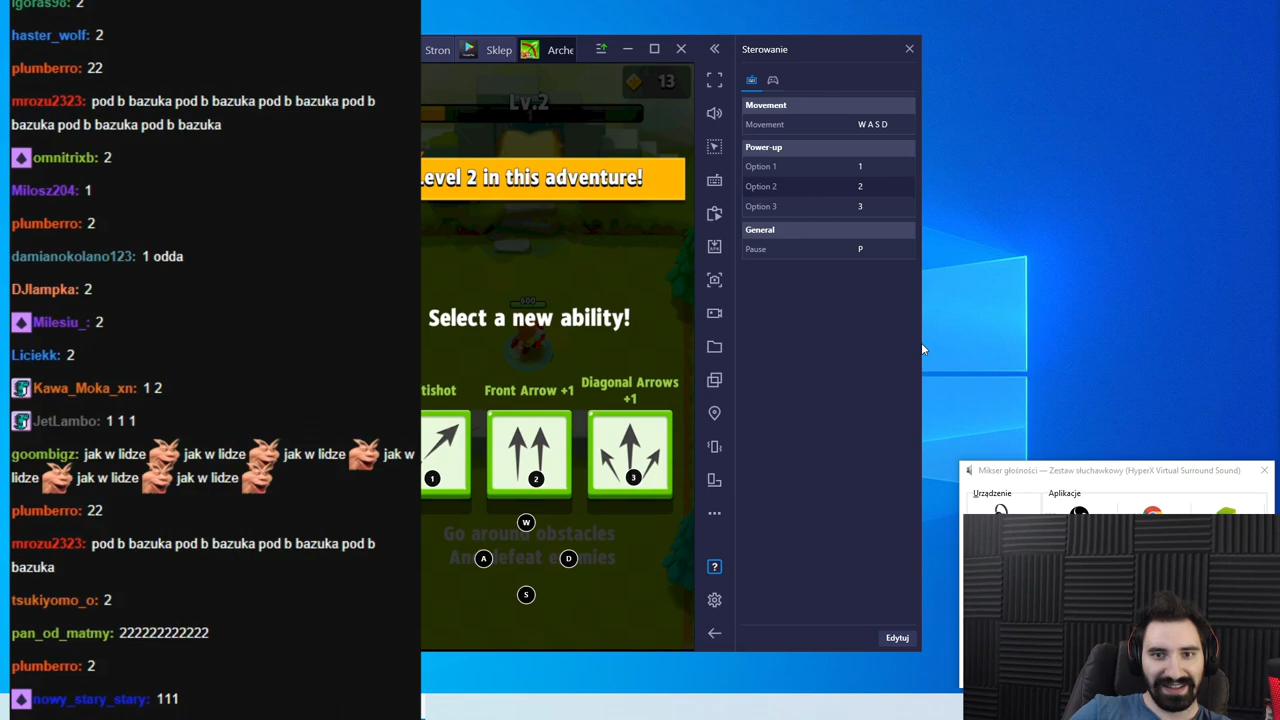 igoras98: 2
haster_wolf: 2
plumberro: 22
mrozu2323: pod b bazuka pod b bazuka pod b bazuka pod b
bazuka pod b bazuka pod b bazuka
omnitrixb: 2
Milosz204: 1
plumberro: 2
damianokolano123: 1 odda
DJlampka: 2
Milesiu_: 2
Liciekk: 2
Kawa_Moka_xn: 1 2
JetLambo: 1 1 1
goombigz: jak w lidze jak w lidze jak w lidze jak w
lidze jak w lidze jak w lidze
plumberro: 22
mrozu2323: pod b bazuka pod b bazuka pod b bazuka pod b
bazuka
tsukiyomo_o: 2
pan_od_matmy: 222222222222
plumberro: 2
nowy_stary_stary: 111
Stron
Sklep
Arche
13
Lv.2
1
evel 2 in this adventure!
600
Select a new ability!
tishot
Front Arrow +1
Diagonal Arrows
+1
1
2
3
Go around obstacles
And defeat enemies
W
A
D
S
Sterowanie
Movement
Movement W A S D
Power-up
Option 1 1
Option 2 2
Option 3 3
General
Pause P
?
Edytuj
Mikser głośności — Zestaw słuchawkowy (HyperX Virtual Surround Sound)
Urządzenie
Aplikacje